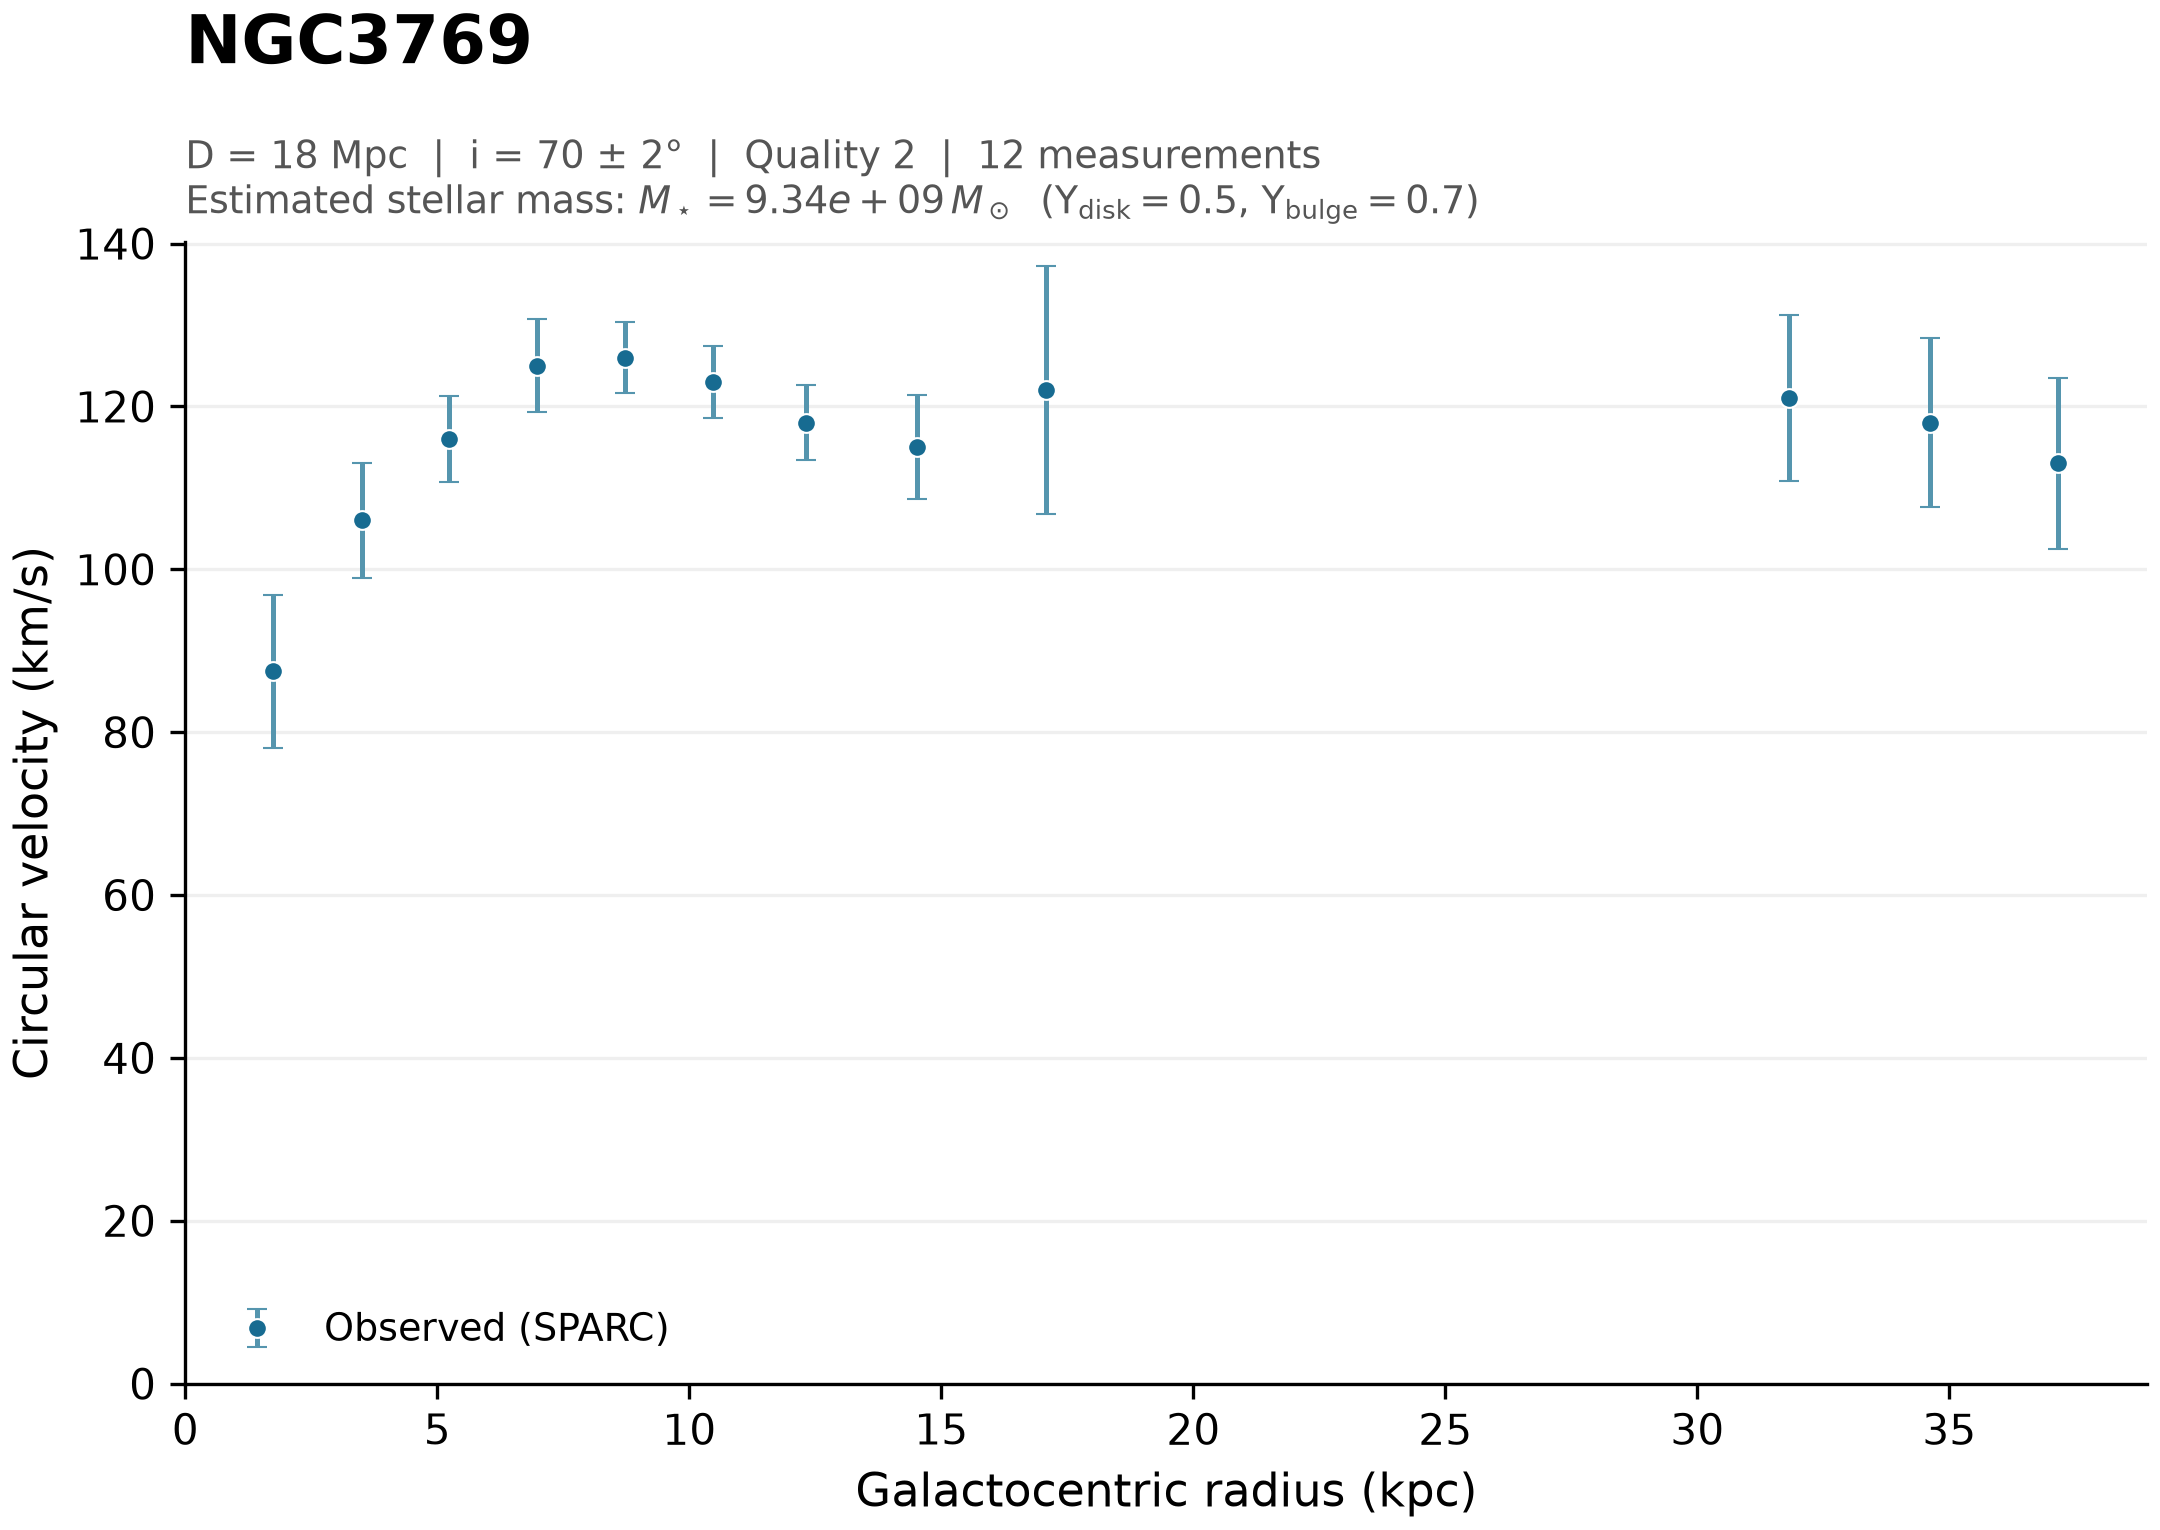 NGC3769
D = 18 Mpc | i = 70 ± 2° | Quality 2 | 12 measurements
Estimated stellar mass: M⋆ = 9.34e + 09 M⊙ (Υdisk = 0.5, Υbulge = 0.7)
140
120
100
80
60
40
20
0
Circular velocity (km/s)
Observed (SPARC)
0 5 10 15 20 25 30 35
Galactocentric radius (kpc)